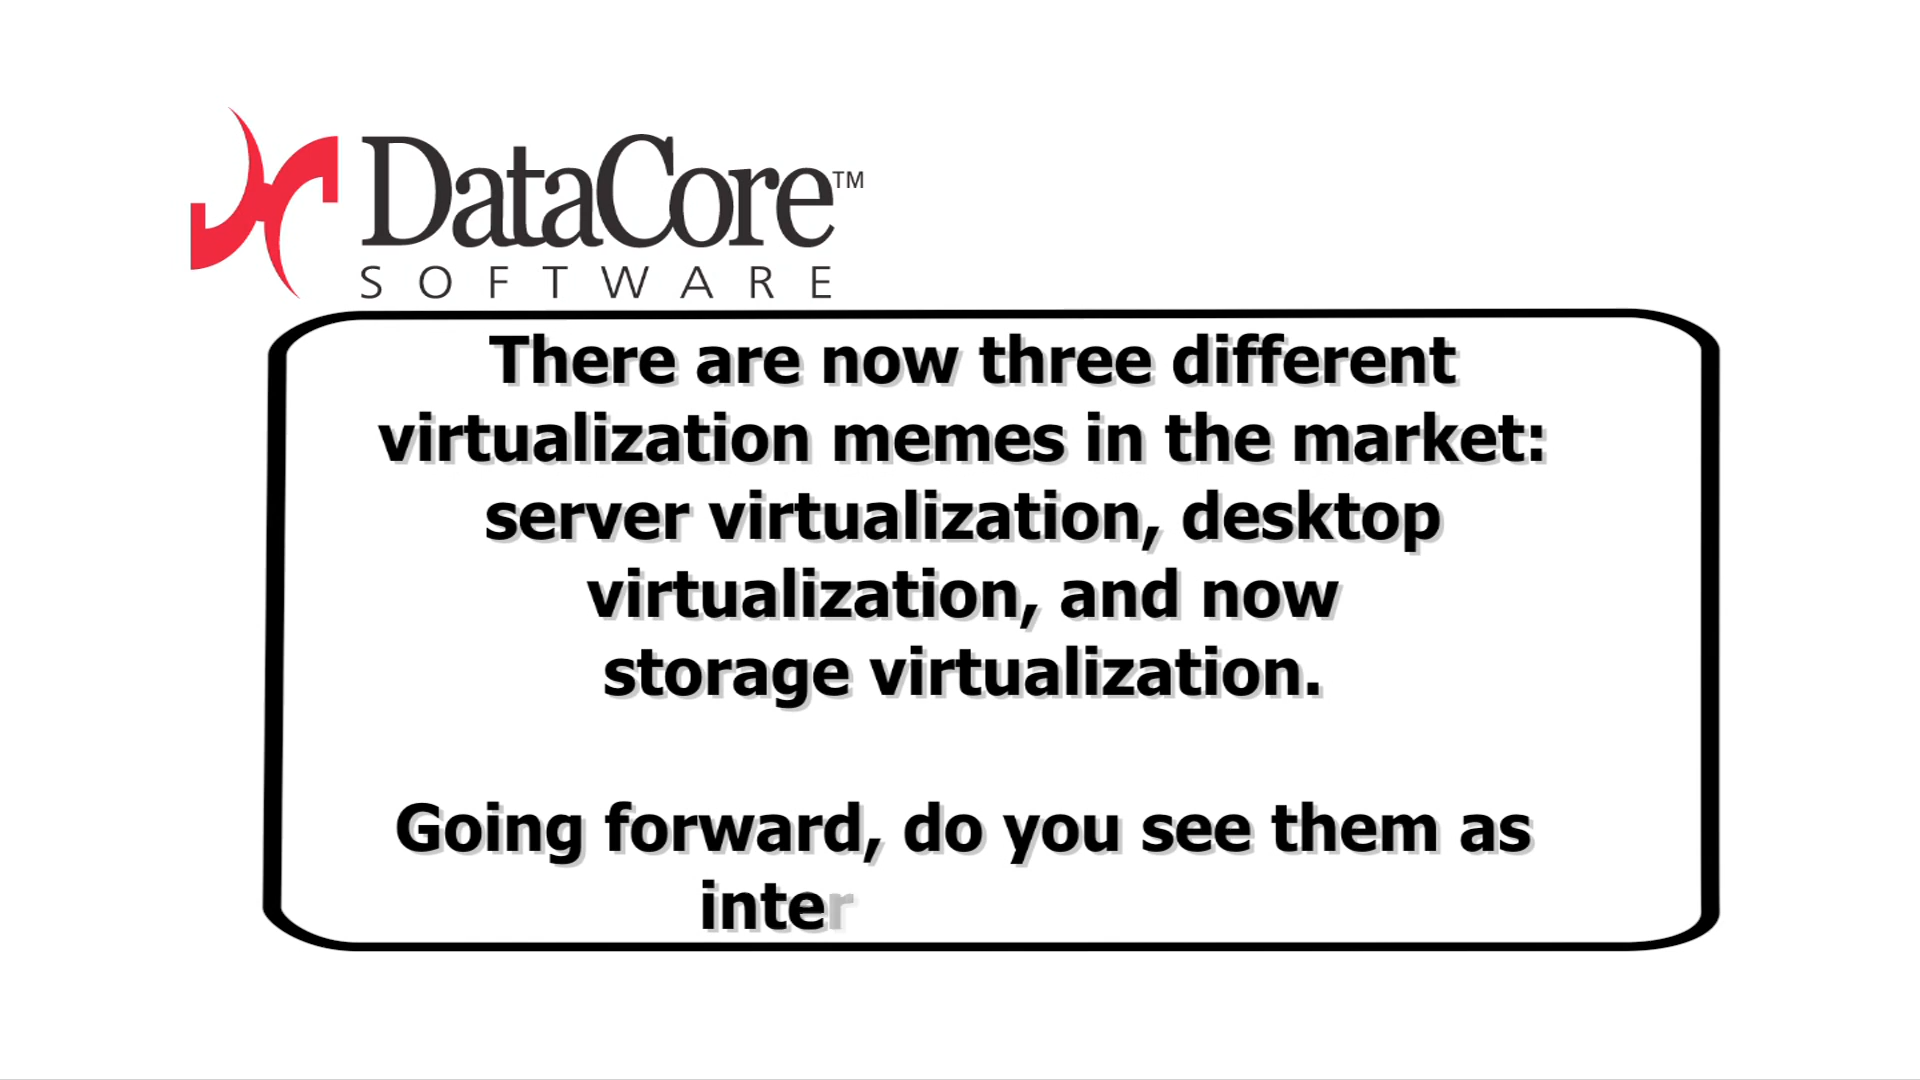 DataCore™
SOFTWARE
There are now three different
virtualization memes in the market:
server virtualization, desktop
virtualization, and now
storage virtualization.
Going forward, do you see them as
inter